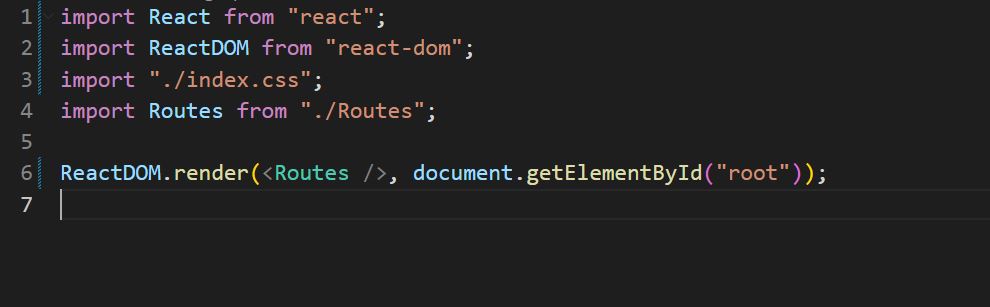 1 import React from "react";
2 import ReactDOM from "react-dom";
3 import "./index.css";
4 import Routes from "./Routes";
5
6 ReactDOM.render(<Routes />, document.getElementById("root"));
7